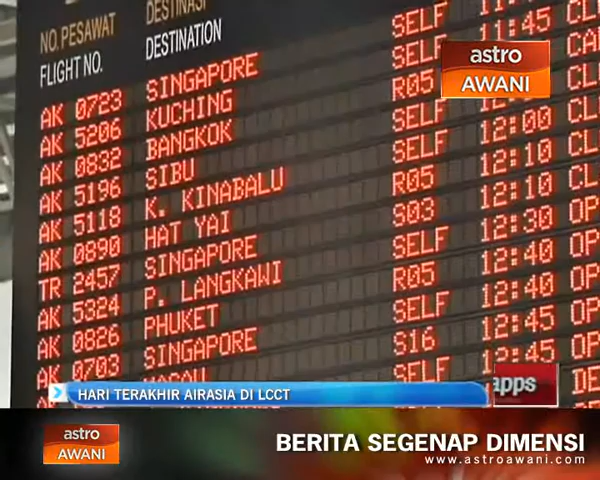 NO. PESAWAT DESTINASI SELF
FLIGHT NO. DESTINATION 11:45
AK 0723 SINGAPORE SELF
AK 5206 KUCHING R05
AK 0832 BANGKOK SELF
AK 5196 SIBU SELF 12:00
AK 5118 K. KINABALU R05 12:10
AK 0890 HAT YAI S03 12:10
TR 2457 SINGAPORE SELF 12:30
AK 5324 P. LANGKAWI R05 12:40
AK 0826 PHUKET SELF 12:40
AK 0703 SINGAPORE S16 12:45
12:45
astro
AWANI
HARI TERAKHIR AIRASIA DI LCCT
apps
astro
AWANI
BERITA SEGENAP DIMENSI
www.astroawani.com